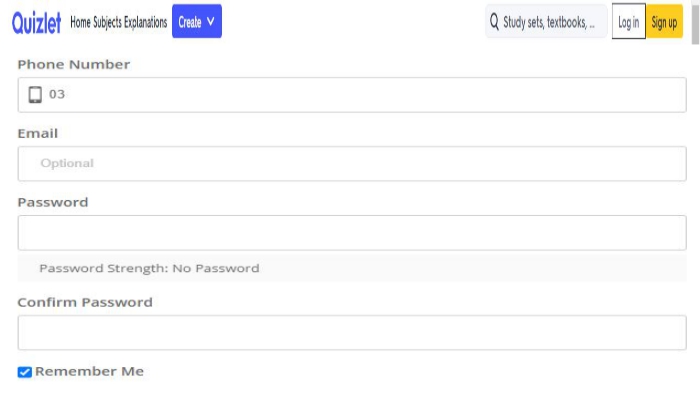 Quizlet Home Subjects Explanations Create Study sets, textbooks, ... Log in Sign up
Phone Number
03
Email
Optional
Password
Password Strength: No Password
Confirm Password
Remember Me